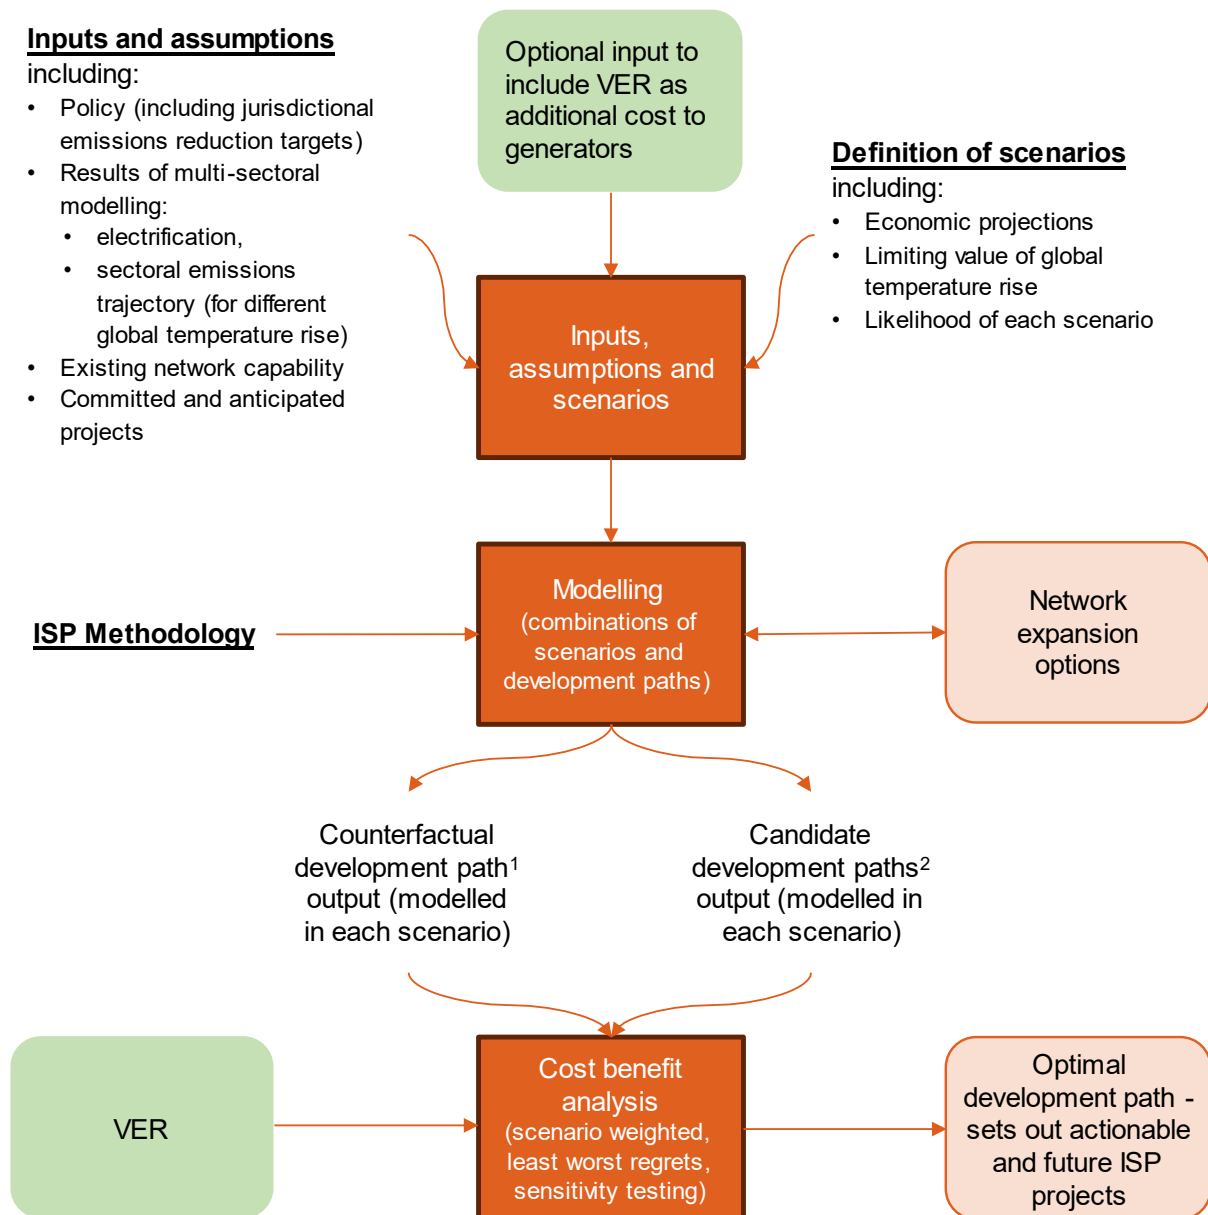 Inputs and assumptions
including:
• Policy (including jurisdictional
emissions reduction targets)
• Results of multi-sectoral
modelling:
• electrification,
• sectoral emissions
trajectory (for different
global temperature rise)
• Existing network capability
• Committed and anticipated
projects
Optional input to
include VER as
additional cost to
generators
Definition of scenarios
including:
• Economic projections
• Limiting value of global
temperature rise
• Likelihood of each scenario
Inputs,
assumptions and
scenarios
ISP Methodology
Modelling
(combinations of
scenarios and
development paths)
Network
expansion
options
Counterfactual
development path¹
output (modelled
in each scenario)
Candidate
development paths²
output (modelled in
each scenario)
VER
Cost benefit
analysis
(scenario weighted,
least worst regrets,
sensitivity testing)
Optimal
development path -
sets out actionable
and future ISP
projects